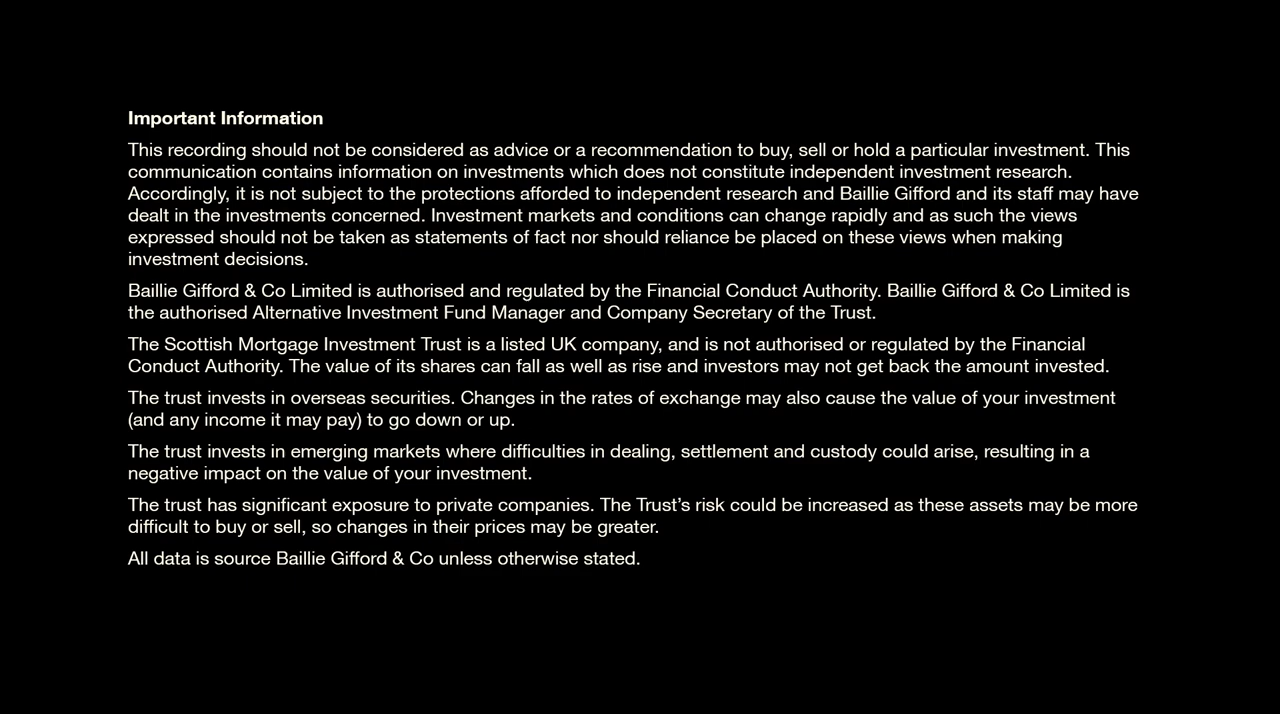 Important Information
This recording should not be considered as advice or a recommendation to buy, sell or hold a particular investment. This
communication contains information on investments which does not constitute independent investment research.
Accordingly, it is not subject to the protections afforded to independent research and Baillie Gifford and its staff may have
dealt in the investments concerned. Investment markets and conditions can change rapidly and as such the views
expressed should not be taken as statements of fact nor should reliance be placed on these views when making
investment decisions.
Baillie Gifford & Co Limited is authorised and regulated by the Financial Conduct Authority. Baillie Gifford & Co Limited is
the authorised Alternative Investment Fund Manager and Company Secretary of the Trust.
The Scottish Mortgage Investment Trust is a listed UK company, and is not authorised or regulated by the Financial
Conduct Authority. The value of its shares can fall as well as rise and investors may not get back the amount invested.
The trust invests in overseas securities. Changes in the rates of exchange may also cause the value of your investment
(and any income it may pay) to go down or up.
The trust invests in emerging markets where difficulties in dealing, settlement and custody could arise, resulting in a
negative impact on the value of your investment.
The trust has significant exposure to private companies. The Trust’s risk could be increased as these assets may be more
difficult to buy or sell, so changes in their prices may be greater.
All data is source Baillie Gifford & Co unless otherwise stated.